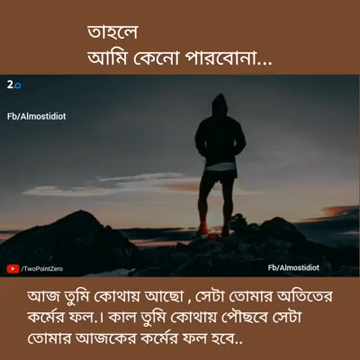 তাহলে
আমি কেনো পারবোনা...
2.0
Fb/Almostidiot
/TwoPointZero
Fb/Almostidiot
আজ তুমি কোথায় আছো , সেটা তোমার অতিতের
কর্মের ফল.। কাল তুমি কোথায় পৌছবে সেটা
তোমার আজকের কর্মের ফল হবে..